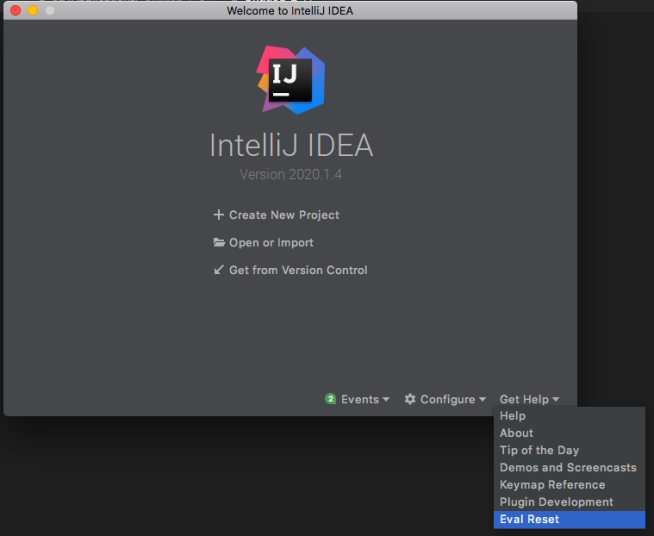 Welcome to IntelliJ IDEA
IJ
IntelliJ IDEA
Version 2020.1.4
Create New Project
Open or Import
Get from Version Control
2 Events Configure Get Help
Help
About
Tip of the Day
Demos and Screencasts
Keymap Reference
Plugin Development
Eval Reset